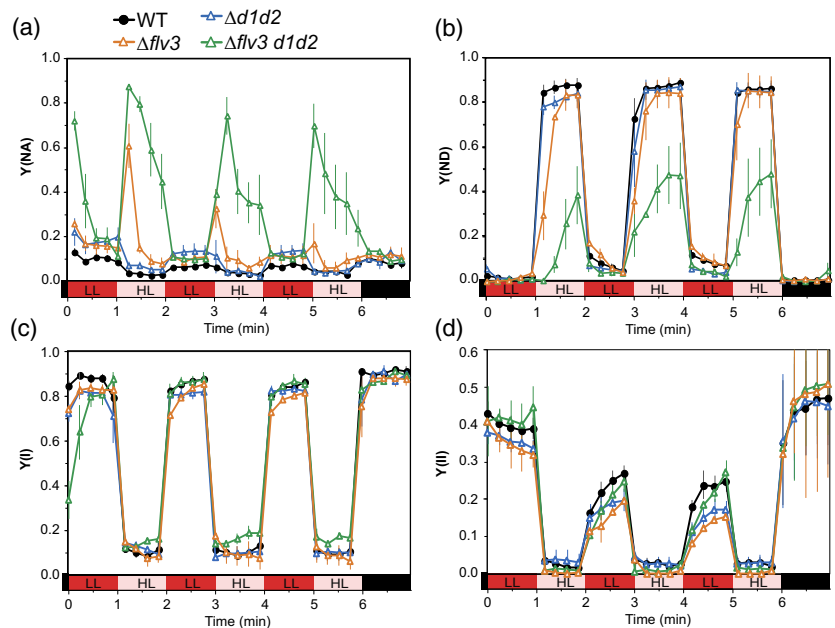 WT
Δd1d2
Δflv3
Δflv3 d1d2
(a)
Y(NA)
1.0
0.8
0.6
0.4
0.2
0.0
LL HL LL HL LL HL
0 1 2 3 4 5 6
Time (min)
(b)
Y(ND)
1.0
0.8
0.6
0.4
0.2
0.0
LL HL LL HL LL HL
0 1 2 3 4 5 6
Time (min)
(c)
Y(I)
1.0
0.8
0.6
0.4
0.2
0.0
LL HL LL HL LL HL
0 1 2 3 4 5 6
Time (min)
(d)
Y(II)
0.6
0.5
0.4
0.3
0.2
0.1
0.0
LL HL LL HL LL HL
0 1 2 3 4 5 6
Time (min)